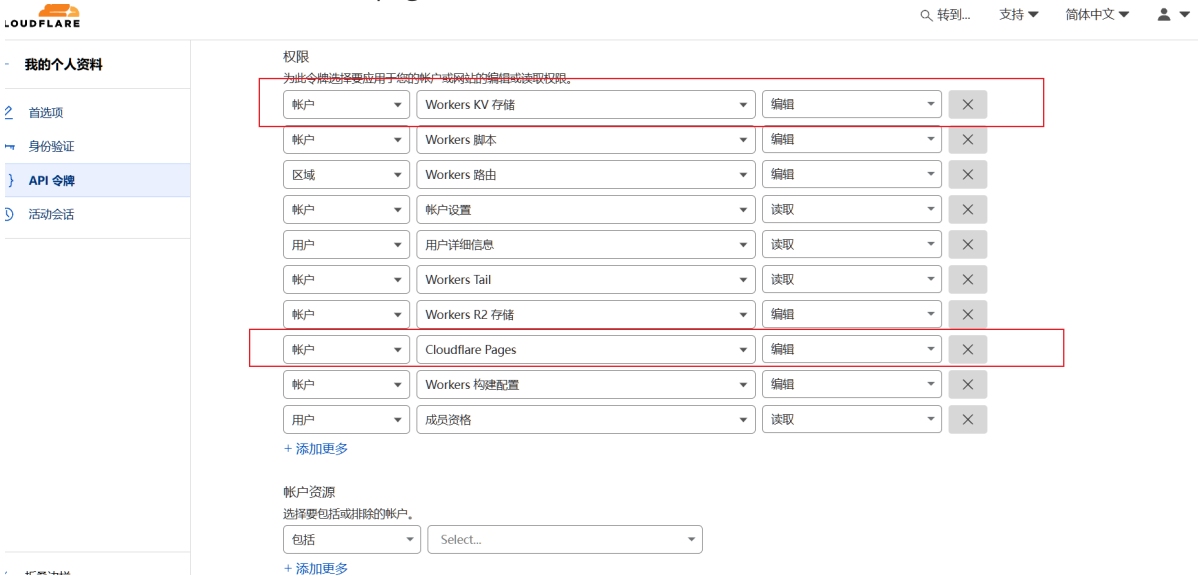 LOUDFLARE
转到...
支持
简体中文
我的个人资料
首选项
身份验证
API 令牌
活动会话
权限
为此令牌选择要应用于您的帐户或网站的编辑或读取权限。
帐户 Workers KV 存储 编辑
帐户 Workers 脚本 编辑
区域 Workers 路由 编辑
帐户 帐户设置 读取
用户 用户详细信息 读取
帐户 Workers Tail 读取
帐户 Workers R2 存储 编辑
帐户 Cloudflare Pages 编辑
帐户 Workers 构建配置 编辑
用户 成员资格 读取
+ 添加更多
帐户资源
选择要包括或排除的帐户。
包括 Select...
+ 添加更多